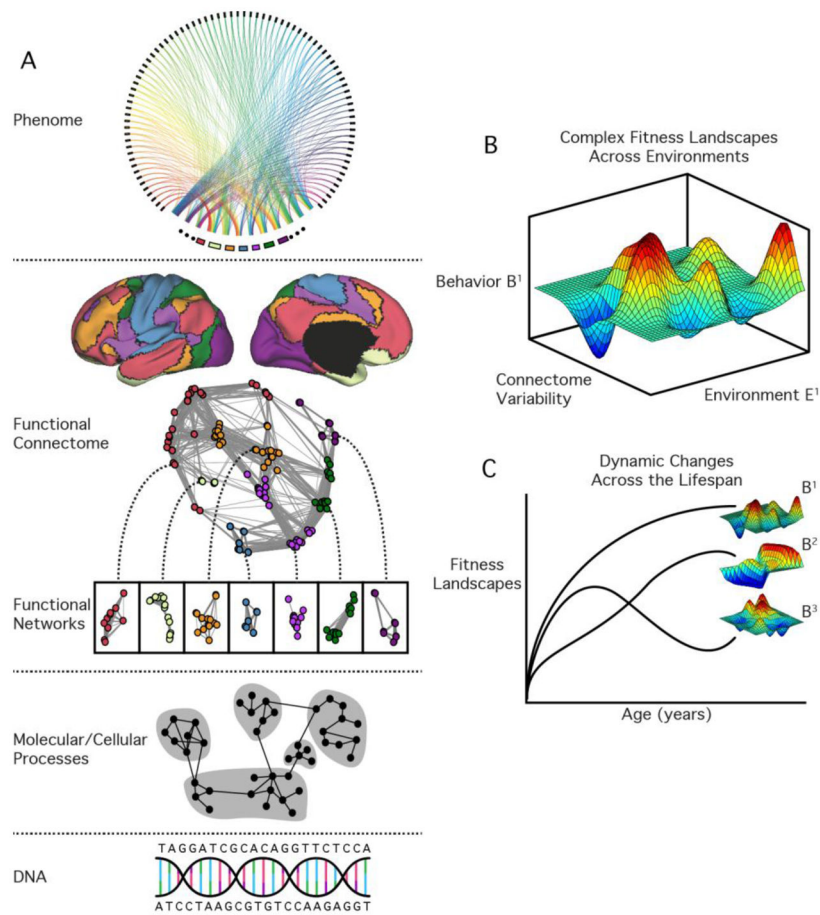 A
Phenome
Functional
Connectome
Functional
Networks
Molecular/Cellular
Processes
TAGGATCGCACAGGTTCTCCA
DNA
ATCCTAAGCGTGTCCAAGAGGT
B
Complex Fitness Landscapes
Across Environments
Behavior B¹
Connectome
Variability
Environment E¹
C
Dynamic Changes
Across the Lifespan
B¹
B²
B³
Fitness
Landscapes
Age (years)